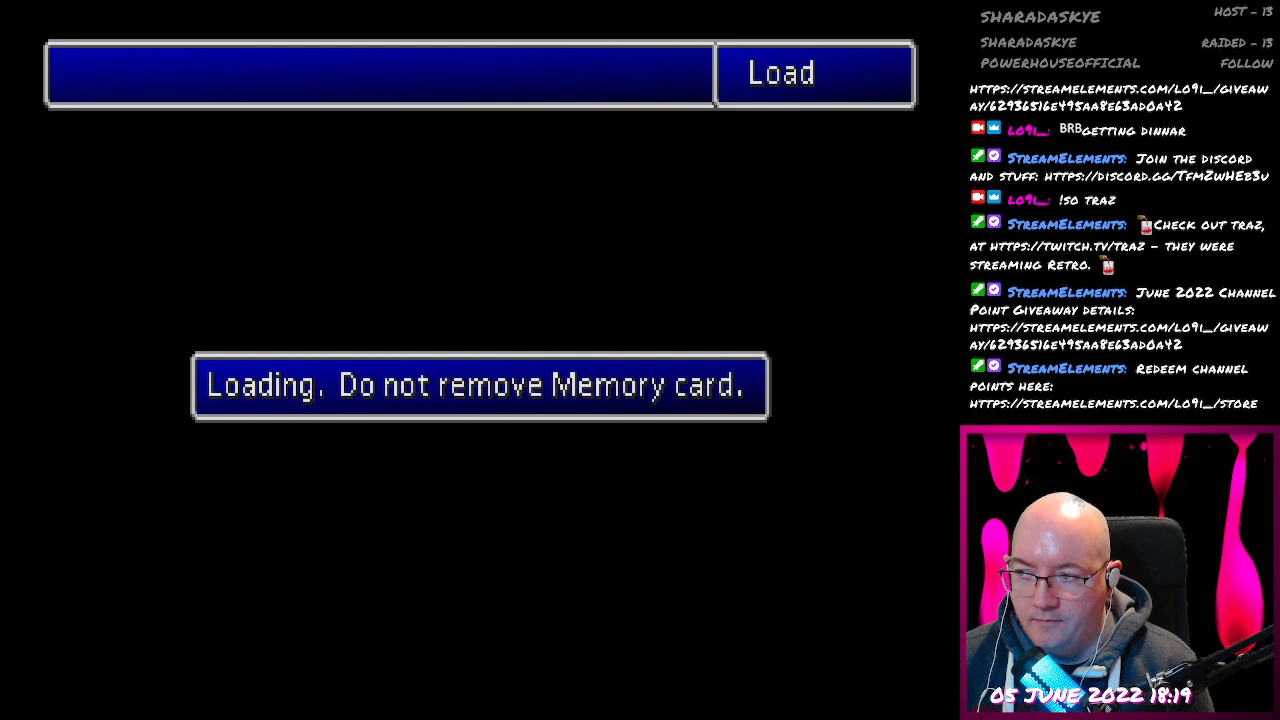 Load
Loading. Do not remove Memory card.
SHARADASKYE
HOST - 13
SHARADASKYE
RAIDED - 13
POWERHOUSEOFFICIAL
FOLLOW
HTTPS://STREAMELEMENTS.COM/LO9I_/GIVEAW
AY/62936516E495AA8E63AD0A42
LO9I_: BRB GETTING DINNAR
STREAMELEMENTS: JOIN THE DISCORD
AND STUFF: HTTPS://DISCORD.GG/TFMZWHEB3U
LO9I_: !SO TRAZ
STREAMELEMENTS: CHECK OUT TRAZ,
AT HTTPS://TWITCH.TV/TRAZ - THEY WERE
STREAMING RETRO.
STREAMELEMENTS: JUNE 2022 CHANNEL
POINT GIVEAWAY DETAILS:
HTTPS://STREAMELEMENTS.COM/LO9I_/GIVEAW
AY/62936516E495AA8E63AD0A42
STREAMELEMENTS: REDEEM CHANNEL
POINTS HERE:
HTTPS://STREAMELEMENTS.COM/LO9I_/STORE
05 JUNE 2022 18:19